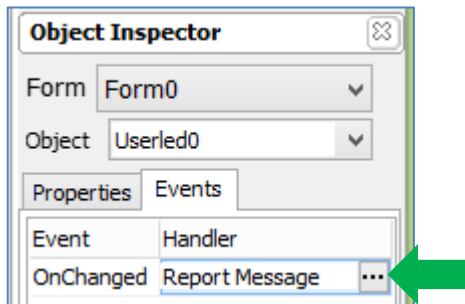 Object Inspector
Form Form0
Object Userled0
Properties Events
Event Handler
OnChanged Report Message ...